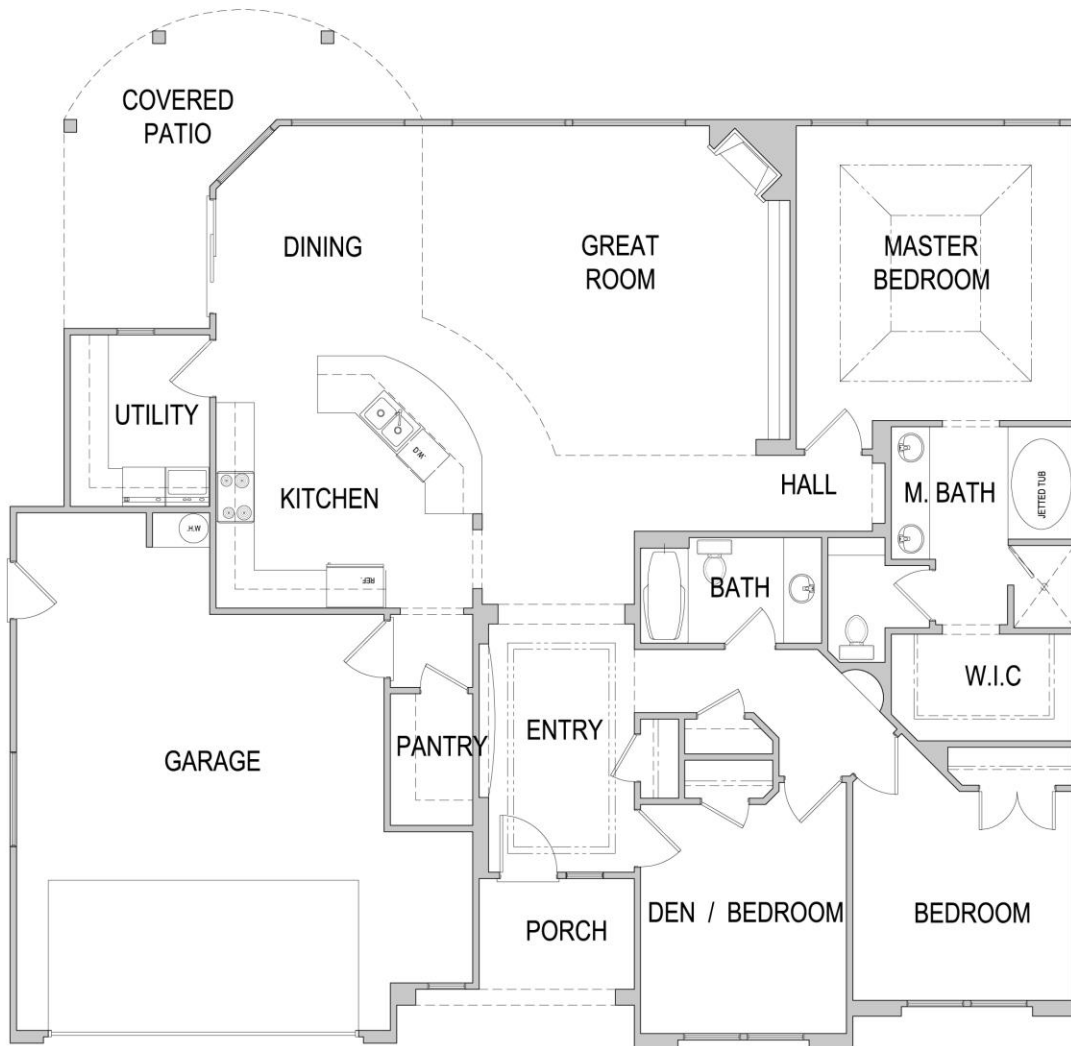 COVERED
PATIO
DINING
GREAT
ROOM
MASTER
BEDROOM
UTILITY
KITCHEN
D.W.
HALL
M. BATH
JETTED TUB
W.H.
REF.
BATH
W.I.C
PANTRY
ENTRY
GARAGE
PORCH
DEN / BEDROOM
BEDROOM